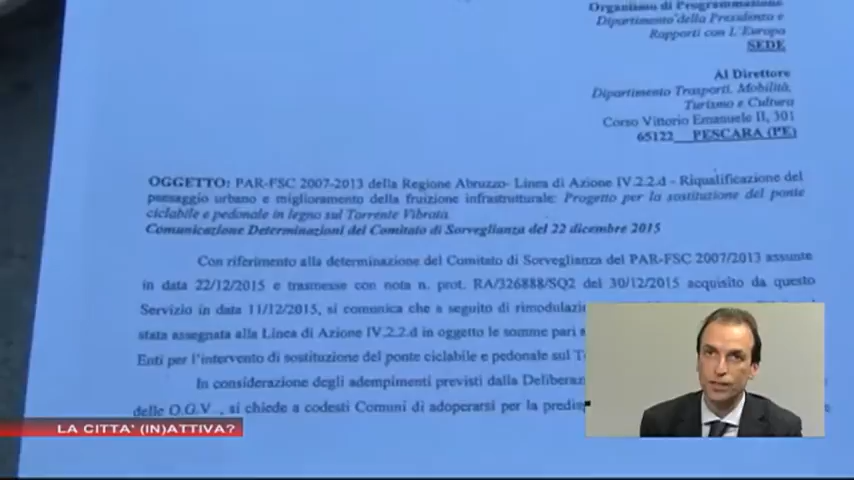 Organismo di Programmazione
Dipartimento della Presidenza e
Rapporti con L'Europa
SEDE
Al Direttore
Dipartimento Trasporti, Mobilità,
Turismo e Cultura
Corso Vittorio Emanuele II, 301
65122 PESCARA (PE)
OGGETTO: PAR-FSC 2007-2013 della Regione Abruzzo- Linea di Azione IV.2.2.d - Riqualificazione del
paesaggio urbano e miglioramento della fruizione infrastrutturale: Progetto per la sostituzione del ponte
ciclabile e pedonale in legno sul Torrente Vibrata.
Comunicazione Determinazioni del Comitato di Sorveglianza del 22 dicembre 2015
Con riferimento alla determinazione del Comitato di Sorveglianza del PAR-FSC 2007/2013 assunte
in data 22/12/2015 e trasmesse con nota n. prot. RA/326888/SQ2 del 30/12/2015 acquisito da questo
Servizio in data 11/12/2015, si comunica che a seguito di
stata assegnata alla Linea di Azione IV.2.2.d in oggetto le somme pari
Enti per l'intervento di sostituzione del ponte ciclabile e pedonale sul
In considerazione degli adempimenti previsti dalla
delle O.G.V., si chiede a codesti Comuni di adoperarsi per la
LA CITTA' (IN)ATTIVA?